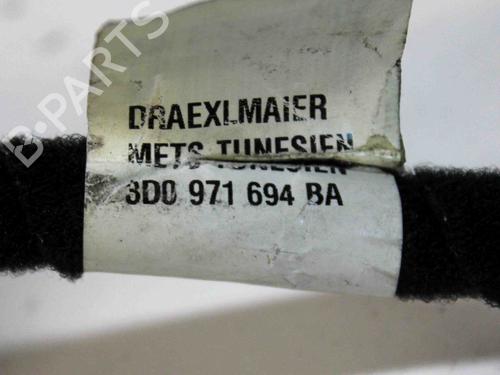 B-PARTS
DRAEXLMAIER
METS TUNESIEN
3D0 971 694 BA